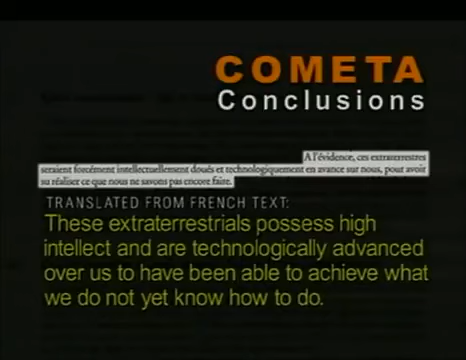 COMETA
Conclusions
A l'évidence, ces extraterrestres
seraient forcément intellectuellement doués et technologiquement en avance sur nous, pour avoir
su réaliser ce que nous ne savons pas encore faire.
TRANSLATED FROM FRENCH TEXT:
These extraterrestrials possess high
intellect and are technologically advanced
over us to have been able to achieve what
we do not yet know how to do.